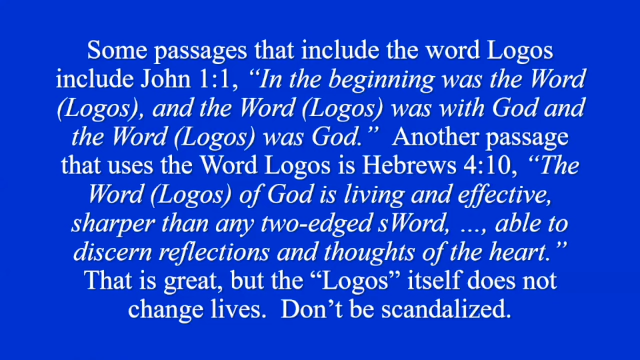 Some passages that include the word Logos
include John 1:1, “In the beginning was the Word
(Logos), and the Word (Logos) was with God and
the Word (Logos) was God.”  Another passage
that uses the Word Logos is Hebrews 4:10, “The
Word (Logos) of God is living and effective,
sharper than any two-edged sWord, …, able to
discern reflections and thoughts of the heart.”
That is great, but the “Logos” itself does not
change lives.  Don’t be scandalized.